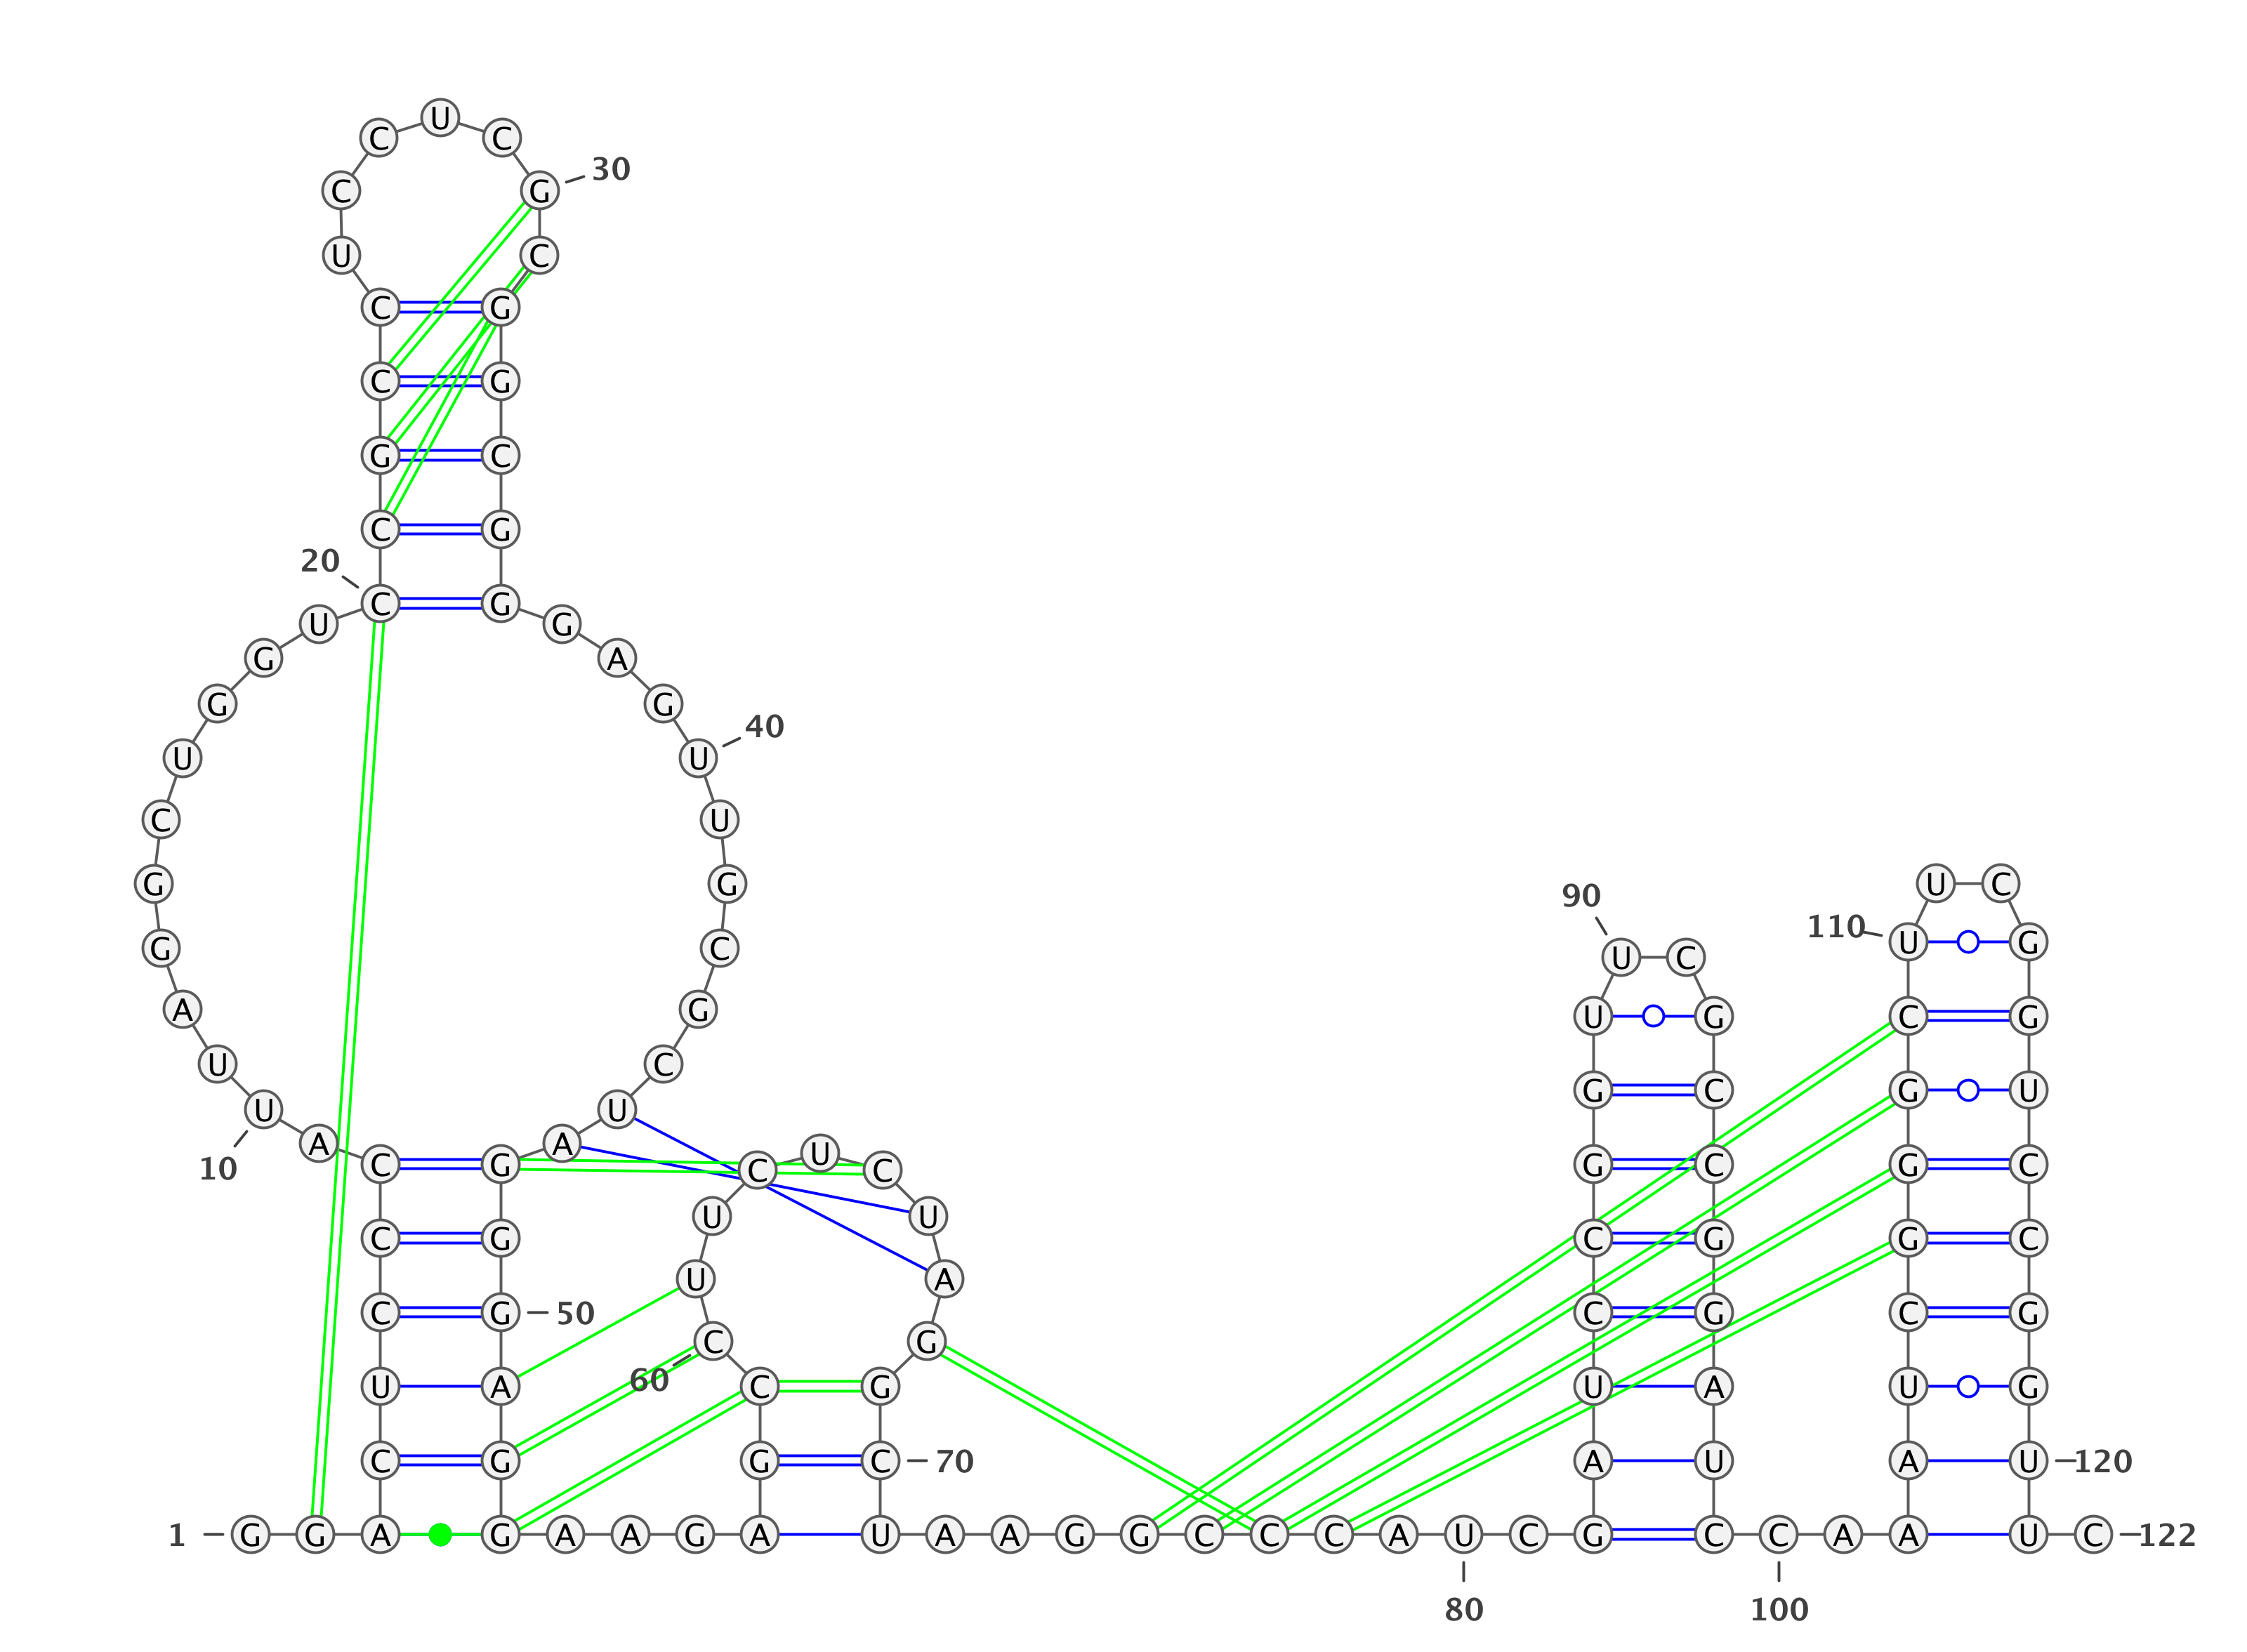 U
C C
30
C G
U C
C G
C G
G C
C G
20
C G
U G
G A
G G
40
U U
C U
G G U C
90
110
U G
G C
U C
A G
U G C G
U C
G C G U
U U
A A
U
C G G C G C
10 C C
U U
C G C G G C
U A
C G 50 C G C G
C G
60
U A C G U A U G
C G G C 70 A U A U 120
1 G G A G A A G A U A A G G C C C A U C G C C A A U C 122
80 100